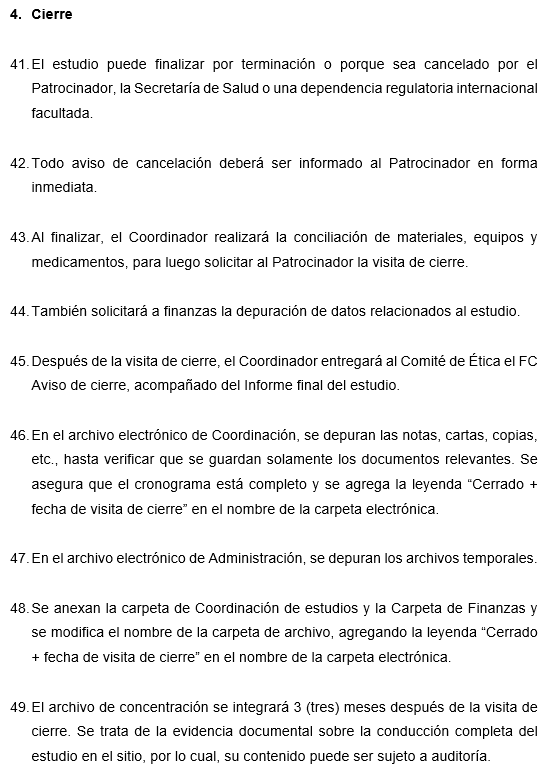 4. Cierre
41. El estudio puede finalizar por terminación o porque sea cancelado por el
Patrocinador, la Secretaría de Salud o una dependencia regulatoria internacional
facultada.
42. Todo aviso de cancelación deberá ser informado al Patrocinador en forma
inmediata.
43. Al finalizar, el Coordinador realizará la conciliación de materiales, equipos y
medicamentos, para luego solicitar al Patrocinador la visita de cierre.
44. También solicitará a finanzas la depuración de datos relacionados al estudio.
45. Después de la visita de cierre, el Coordinador entregará al Comité de Ética el FC
Aviso de cierre, acompañado del Informe final del estudio.
46. En el archivo electrónico de Coordinación, se depuran las notas, cartas, copias,
etc., hasta verificar que se guardan solamente los documentos relevantes. Se
asegura que el cronograma está completo y se agrega la leyenda “Cerrado +
fecha de visita de cierre” en el nombre de la carpeta electrónica.
47. En el archivo electrónico de Administración, se depuran los archivos temporales.
48. Se anexan la carpeta de Coordinación de estudios y la Carpeta de Finanzas y
se modifica el nombre de la carpeta de archivo, agregando la leyenda “Cerrado
+ fecha de visita de cierre” en el nombre de la carpeta electrónica.
49. El archivo de concentración se integrará 3 (tres) meses después de la visita de
cierre. Se trata de la evidencia documental sobre la conducción completa del
estudio en el sitio, por lo cual, su contenido puede ser sujeto a auditoría.